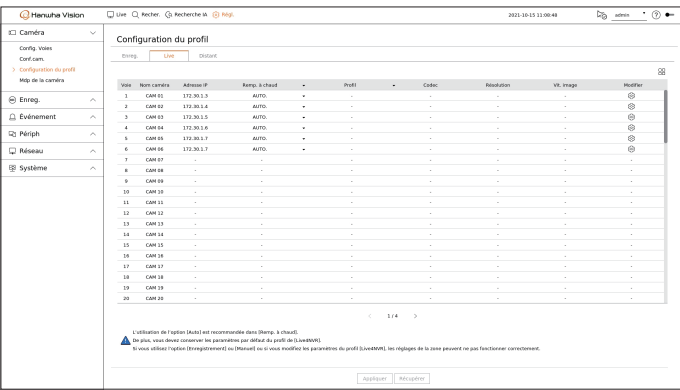 Hanwha Vision
Live Recher. Recherche IA Régl. 2021-10-15 11:08:48 admin
Caméra
Config. Voies
Conf.cam.
Configuration du profil
Mdp de la caméra
Enreg.
Événement
Périph
Réseau
Système
Configuration du profil
Enreg. Live Distant
Voie Nom caméra Adresse IP Remp. à chaud Profil Codec Résolution Vit. image Modifier
1 CAM 01 172.30.1.3 AUTO. - - - -
2 CAM 02 172.30.1.4 AUTO. - - - -
3 CAM 03 172.30.1.5 AUTO. - - - -
4 CAM 04 172.30.1.6 AUTO. - - - -
5 CAM 05 172.30.1.7 AUTO. - - - -
6 CAM 06 172.30.1.7 AUTO. - - - -
7 CAM 07 - - - - - - -
8 CAM 08 - - - - - - -
9 CAM 09 - - - - - - -
10 CAM 10 - - - - - - -
11 CAM 11 - - - - - - -
12 CAM 12 - - - - - - -
13 CAM 13 - - - - - - -
14 CAM 14 - - - - - - -
15 CAM 15 - - - - - - -
16 CAM 16 - - - - - - -
17 CAM 17 - - - - - - -
18 CAM 18 - - - - - - -
19 CAM 19 - - - - - - -
20 CAM 20 - - - - - - -
< 1 / 4 >
L'utilisation de l'option [Auto] est recommandée dans [Remp. à chaud].
De plus, vous devez conserver les paramètres par défaut du profil de [Live4NVR].
Si vous utilisez l'option [Enregistrement] ou [Manuel] ou si vous modifiez les paramètres du profil [Live4NVR], les réglages de la zone peuvent ne pas fonctionner correctement.
Appliquer Récupérer